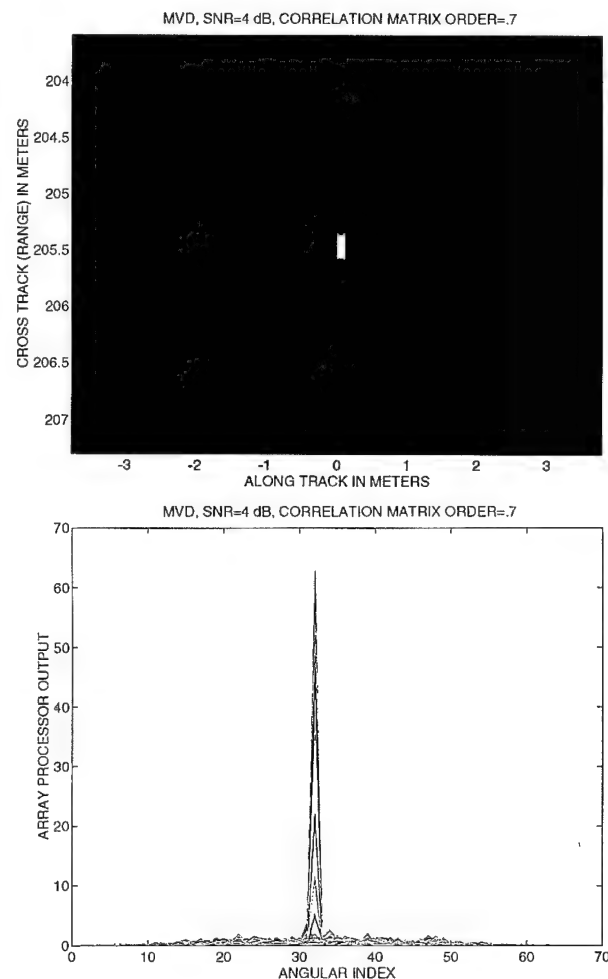 MVD, SNR=4 dB, CORRELATION MATRIX ORDER=.7
CROSS TRACK (RANGE) IN METERS
204
204.5
205
205.5
206
206.5
207
-3 -2 -1 0 1 2 3
ALONG TRACK IN METERS
MVD, SNR=4 dB, CORRELATION MATRIX ORDER=.7
ARRAY PROCESSOR OUTPUT
70
60
50
40
30
20
10
0
0 10 20 30 40 50 60 70
ANGULAR INDEX